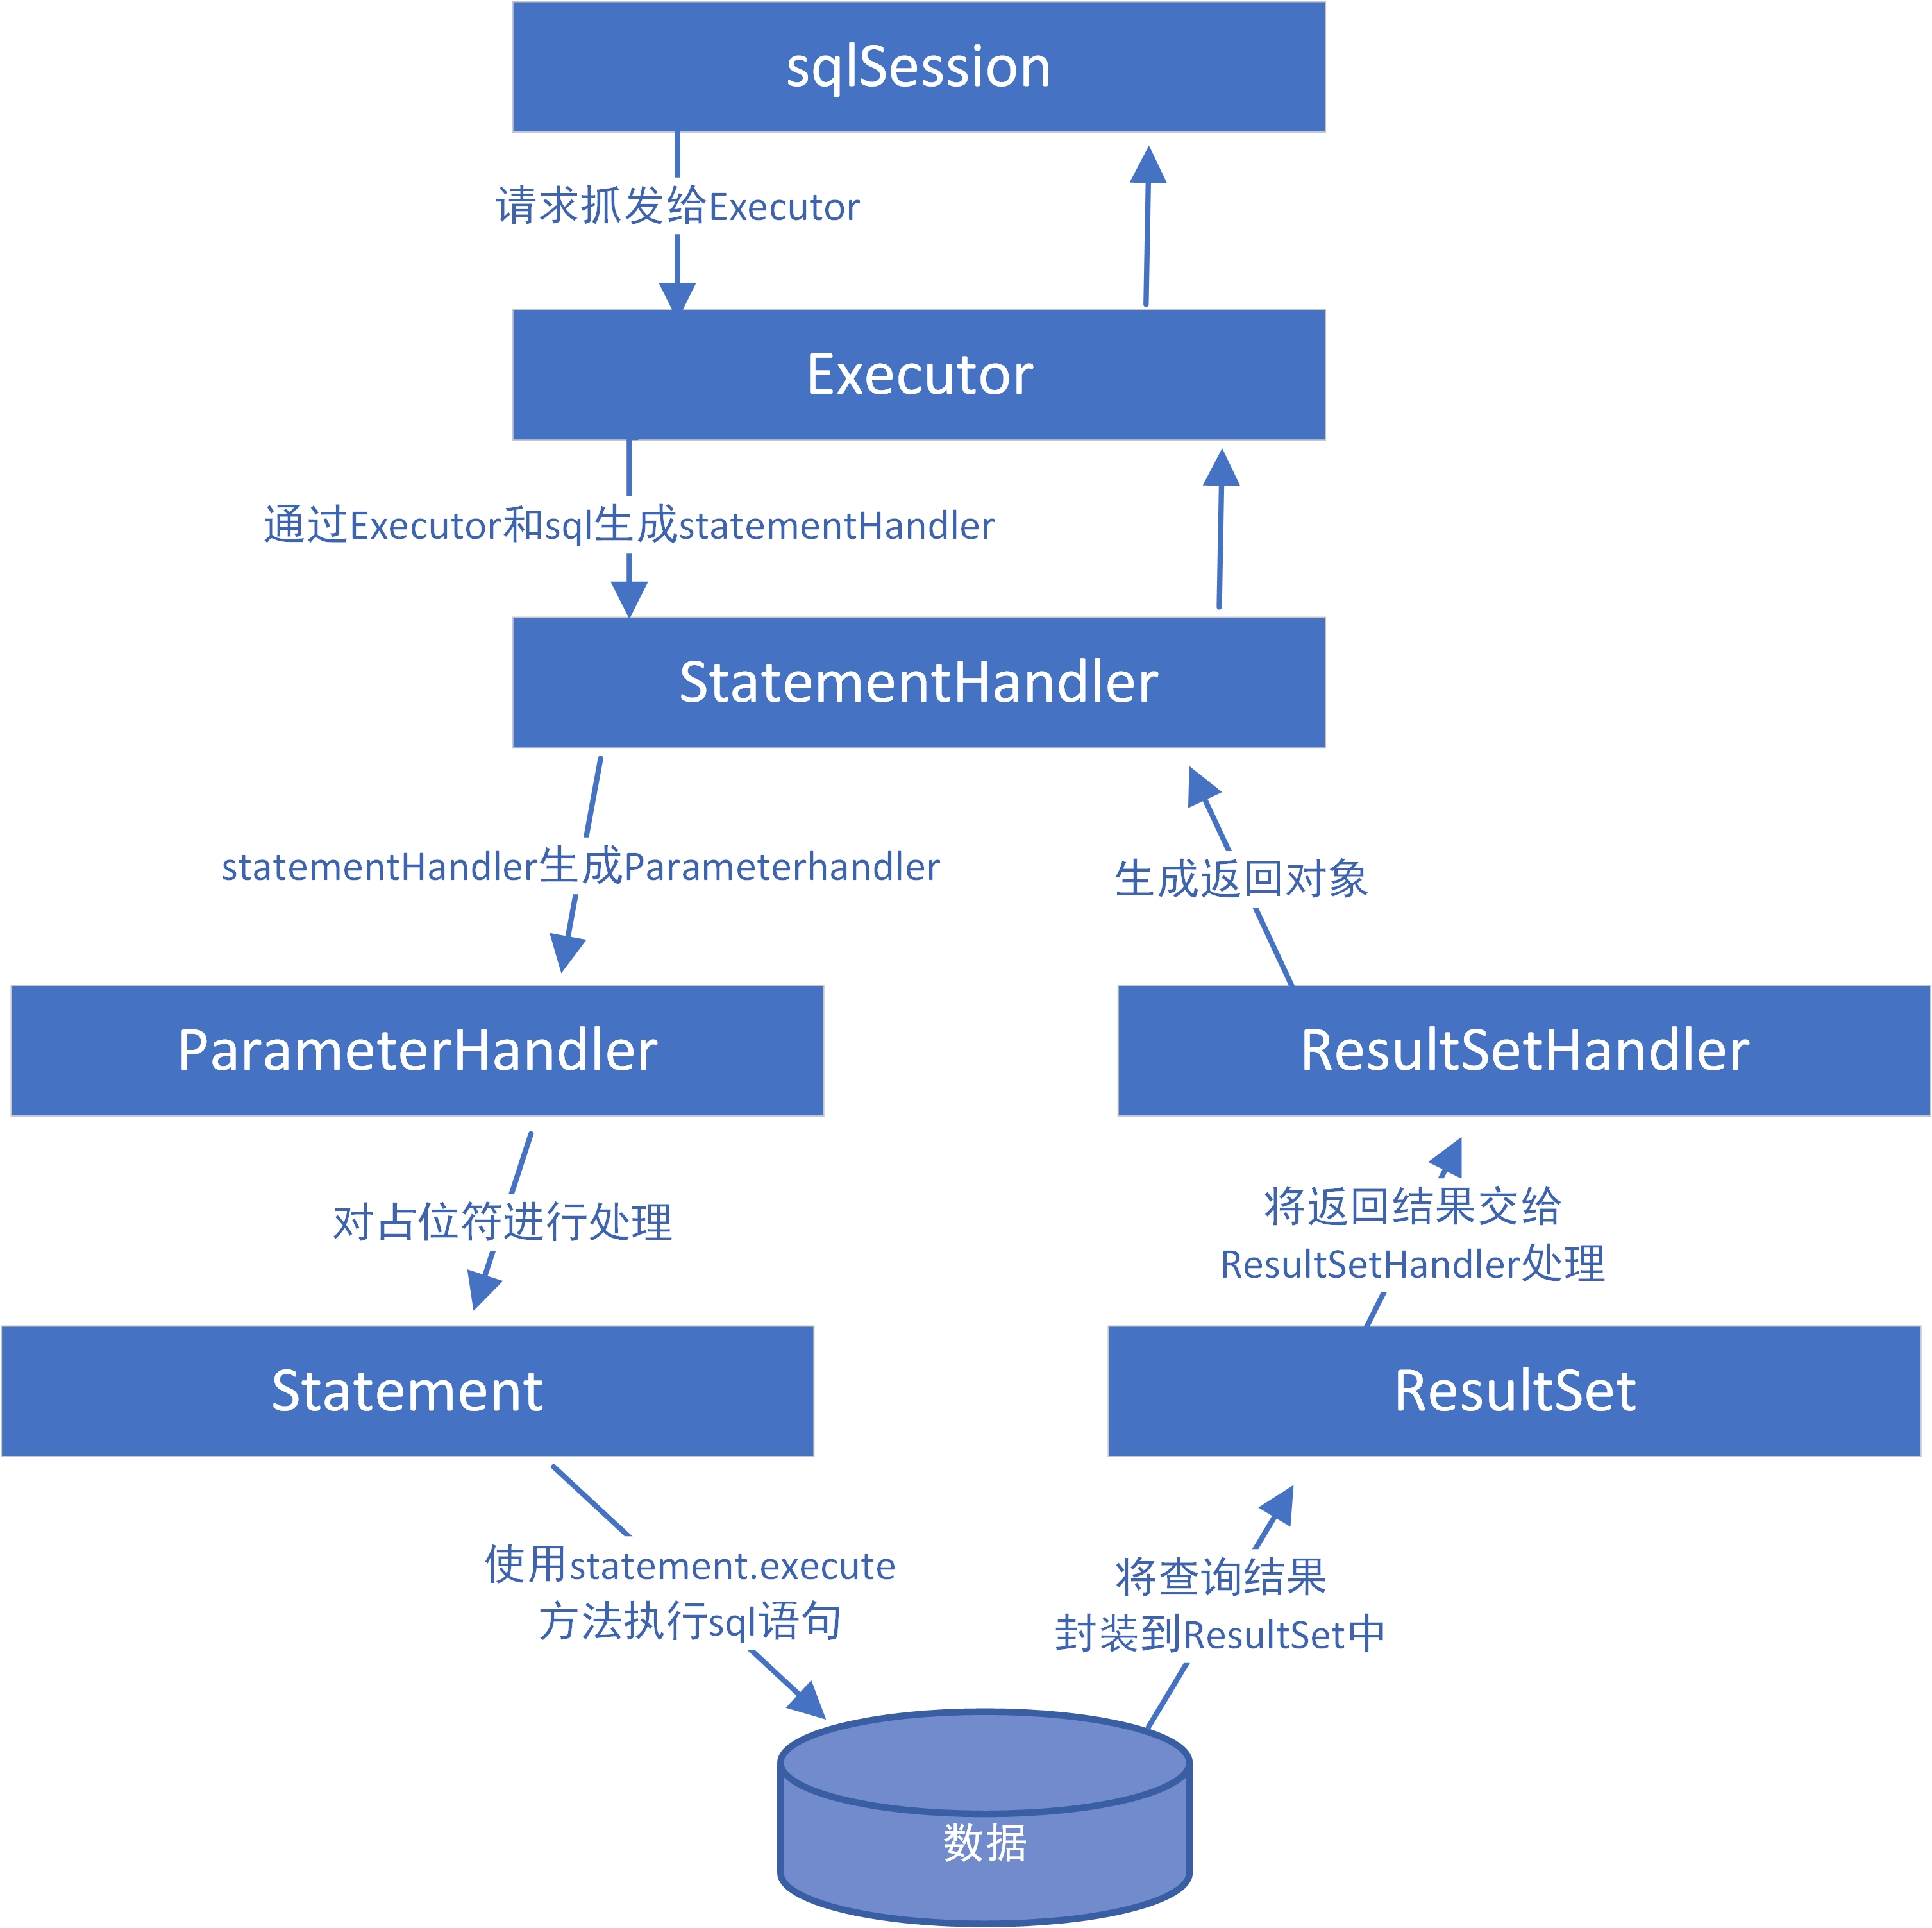 sqlSession
请求抓发给Executor
Executor
通过Executor和sql生成statementHandler
StatementHandler
statementHandler生成Parameterhandler
生成返回对象
ParameterHandler
ResultSetHandler
对占位符进行处理
将返回结果交给
ResultSetHandler处理
Statement
ResultSet
使用statement.execute
方法执行sql语句
将查询结果
封装到ResultSet中
数据